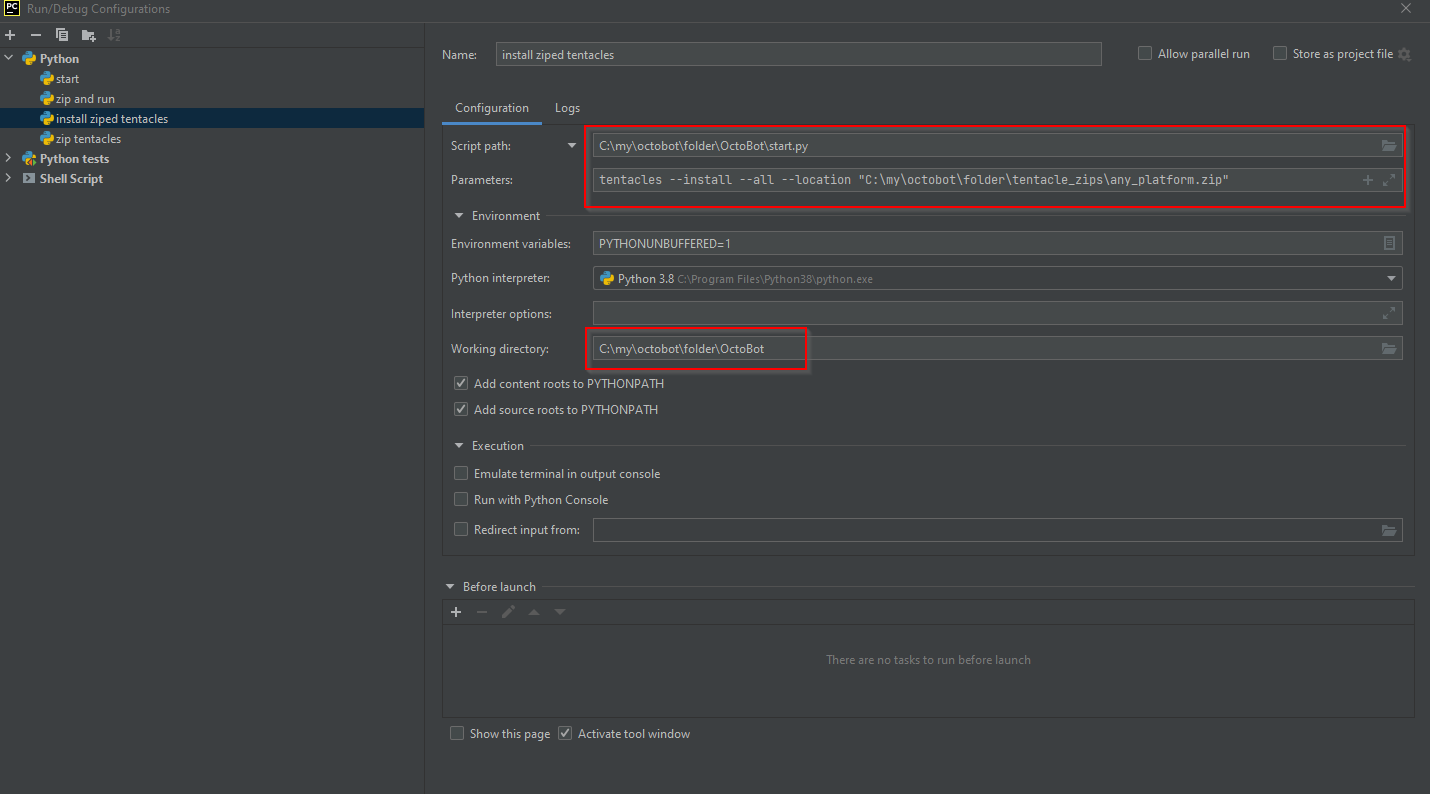 PC
Run/Debug Configurations
Python
start
zip and run
install ziped tentacles
zip tentacles
Python tests
Shell Script
Name: install ziped tentacles Allow parallel run Store as project file
Configuration Logs
Script path: C:\my\octobot\folder\OctoBot\start.py
Parameters: tentacles --install --all --location "C:\my\octobot\folder\tentacle_zips\any_platform.zip"
Environment
Environment variables: PYTHONUNBUFFERED=1
Python interpreter: Python 3.8 C:\Program Files\Python38\python.exe
Interpreter options:
Working directory: C:\my\octobot\folder\OctoBot
Add content roots to PYTHONPATH
Add source roots to PYTHONPATH
Execution
Emulate terminal in output console
Run with Python Console
Redirect input from:
Before launch
There are no tasks to run before launch
Show this page Activate tool window